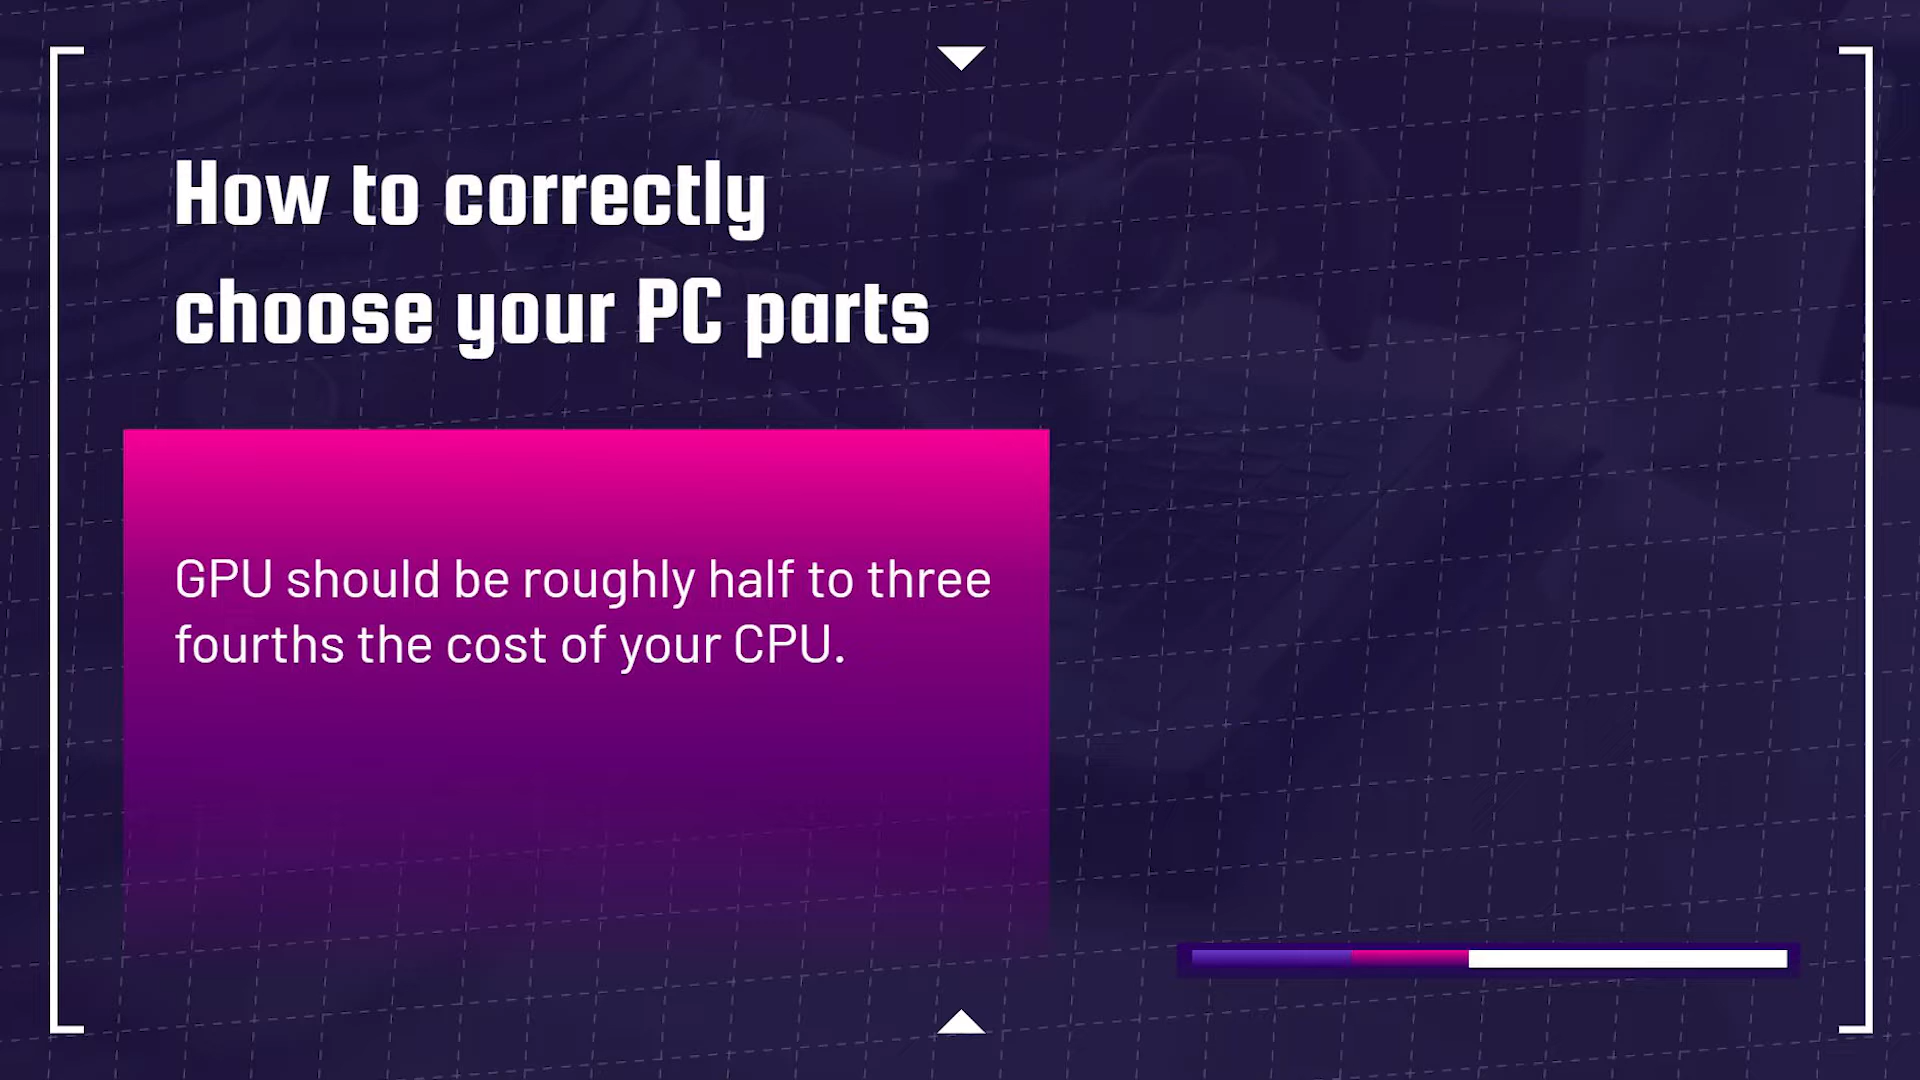 How to correctly
choose your PC parts
GPU should be roughly half to three
fourths the cost of your CPU.